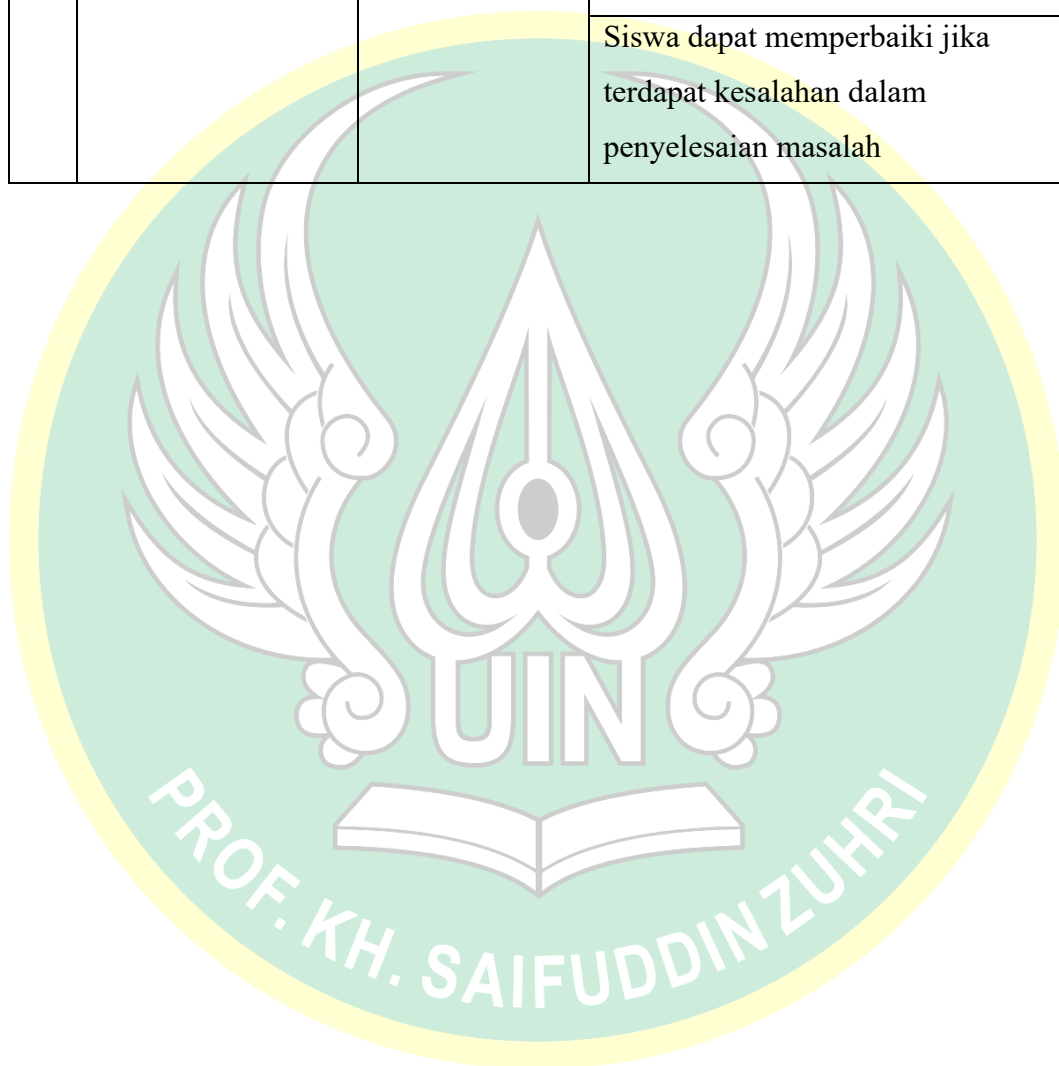 Siswa dapat memperbaiki jika
terdapat kesalahan dalam
penyelesaian masalah
UIN
PROF. KH. SAIFUDDIN ZUHRI